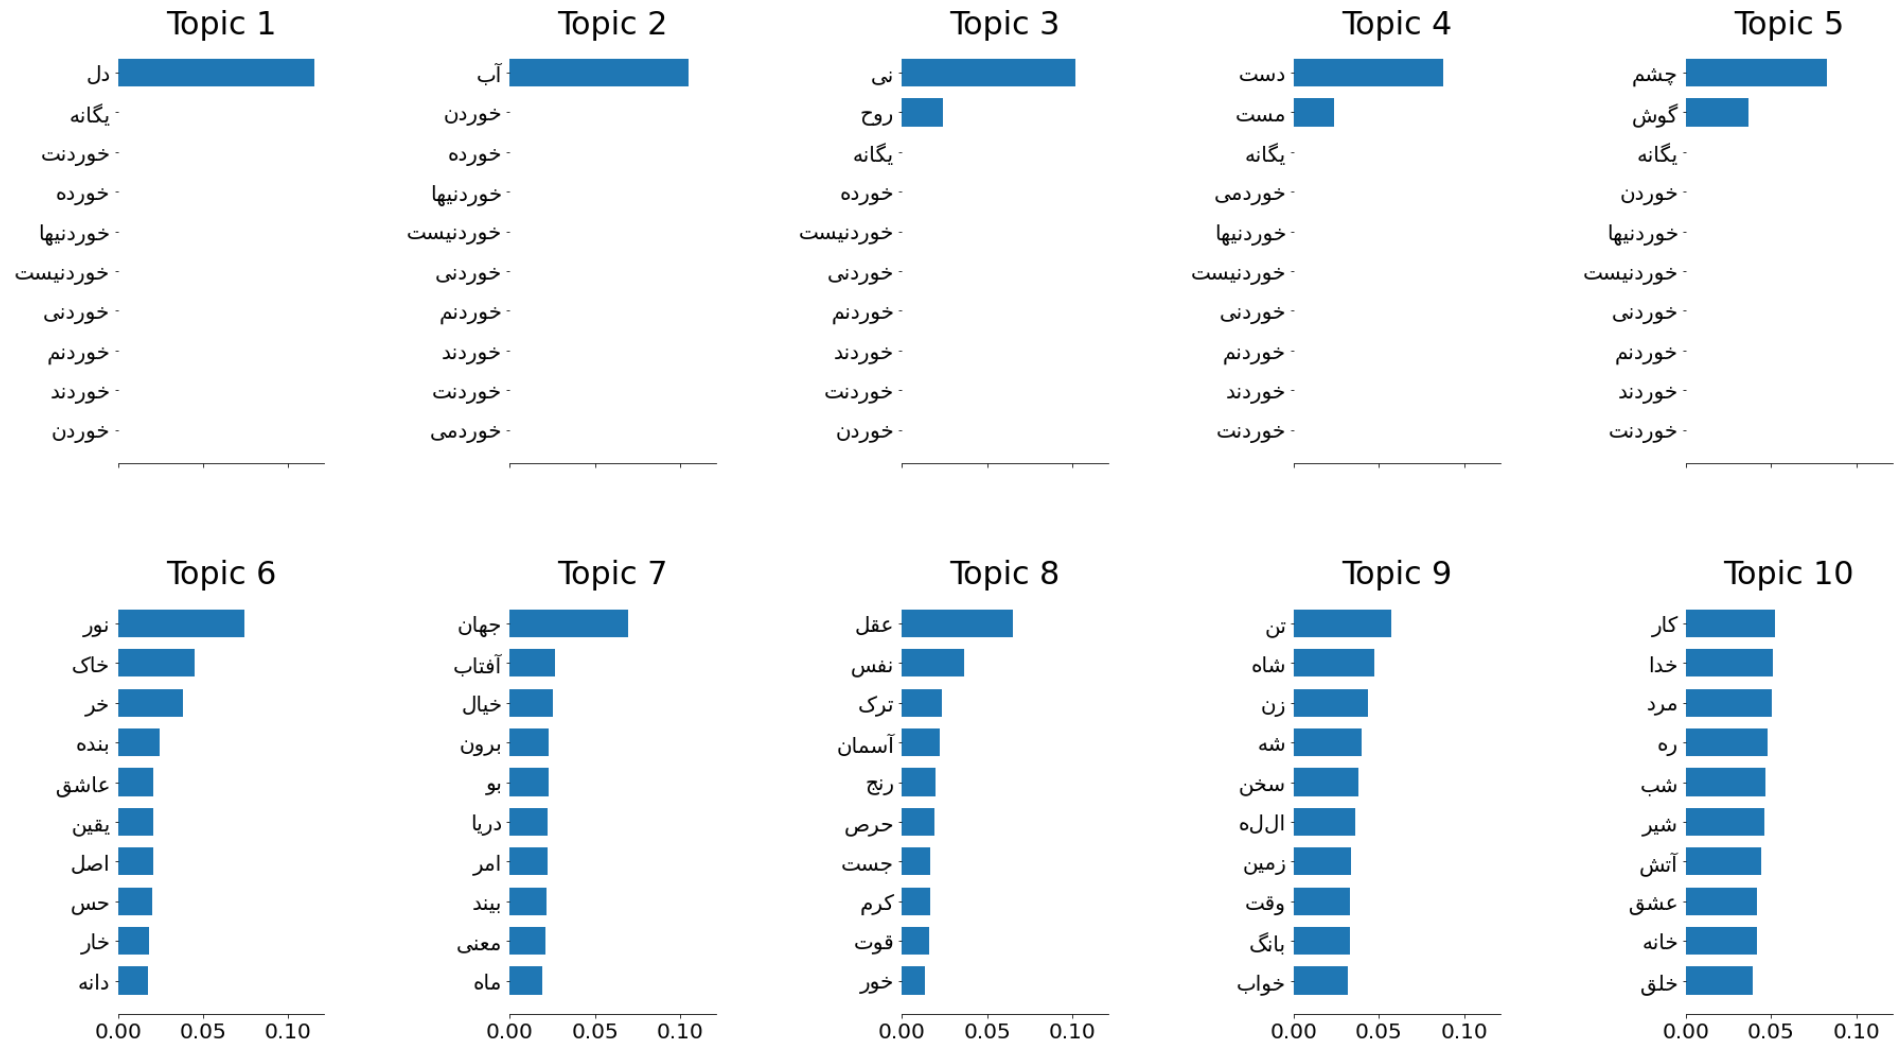 Topic 1
دل
یگانه
خوردنت
خورده
خوردنیها
خوردنیست
خوردنی
خوردنم
خوردند
خوردن
Topic 2
آب
خوردن
خورده
خوردنیها
خوردنیست
خوردنی
خوردنم
خوردند
خوردنت
خوردمی
Topic 3
نی
روح
یگانه
خورده
خوردنیست
خوردنی
خوردنم
خوردند
خوردنت
خوردن
Topic 4
دست
مست
یگانه
خوردمی
خوردنیها
خوردنیست
خوردنی
خوردنم
خوردند
خوردنت
Topic 5
چشم
گوش
یگانه
خوردن
خوردنیها
خوردنیست
خوردنی
خوردنم
خوردند
خوردنت
Topic 6
نور
خاک
خر
بنده
عاشق
یقین
اصل
حس
خار
دانه
0.00 0.05 0.10
Topic 7
جهان
آفتاب
خیال
برون
بو
دریا
امر
بیند
معنی
ماه
0.00 0.05 0.10
Topic 8
عقل
نفس
ترک
آسمان
رنج
حرص
جست
کرم
قوت
خور
0.00 0.05 0.10
Topic 9
تن
شاه
زن
شه
سخن
الله
زمین
وقت
بانگ
خواب
0.00 0.05 0.10
Topic 10
کار
خدا
مرد
ره
شب
شیر
آتش
عشق
خانه
خلق
0.00 0.05 0.10